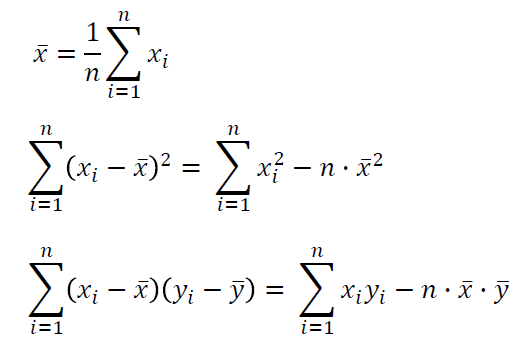 x̄ = 1/n ∑_{i=1}^{n} x_i
∑_{i=1}^{n} (x_i − x̄)² = ∑_{i=1}^{n} x_i² − n · x̄²
∑_{i=1}^{n} (x_i − x̄)(y_i − ȳ) = ∑_{i=1}^{n} x_i y_i − n · x̄ · ȳ